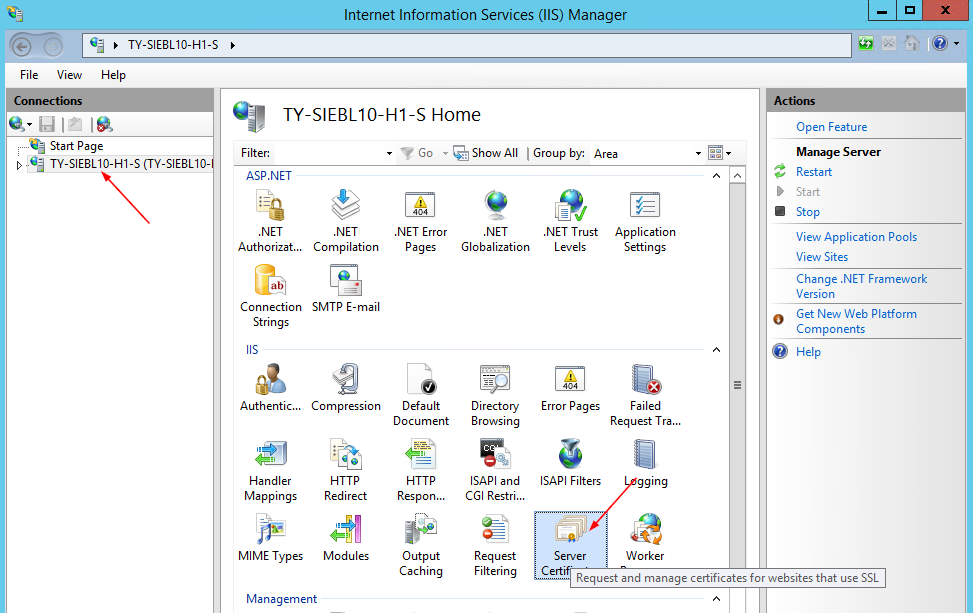 Internet Information Services (IIS) Manager
TY-SIEBL10-H1-S
File View Help
Connections
Start Page
TY-SIEBL10-H1-S (TY-SIEBL10-
TY-SIEBL10-H1-S Home
Filter: Go Show All Group by: Area
ASP.NET
.NET Authorizat...
.NET Compilation
.NET Error Pages
.NET Globalization
.NET Trust Levels
Application Settings
Connection Strings
SMTP E-mail
IIS
Authentic...
Compression
Default Document
Directory Browsing
Error Pages
Failed Request Tra...
Handler Mappings
HTTP Redirect
HTTP Respon...
ISAPI and CGI Restri...
ISAPI Filters
Logging
MIME Types
Modules
Output Caching
Request Filtering
Server
Worker
Request and manage certificates for websites that use SSL
Management
Actions
Open Feature
Manage Server
Restart
Start
Stop
View Application Pools
View Sites
Change .NET Framework
Version
Get New Web Platform
Components
Help
404
ab
404
CGI